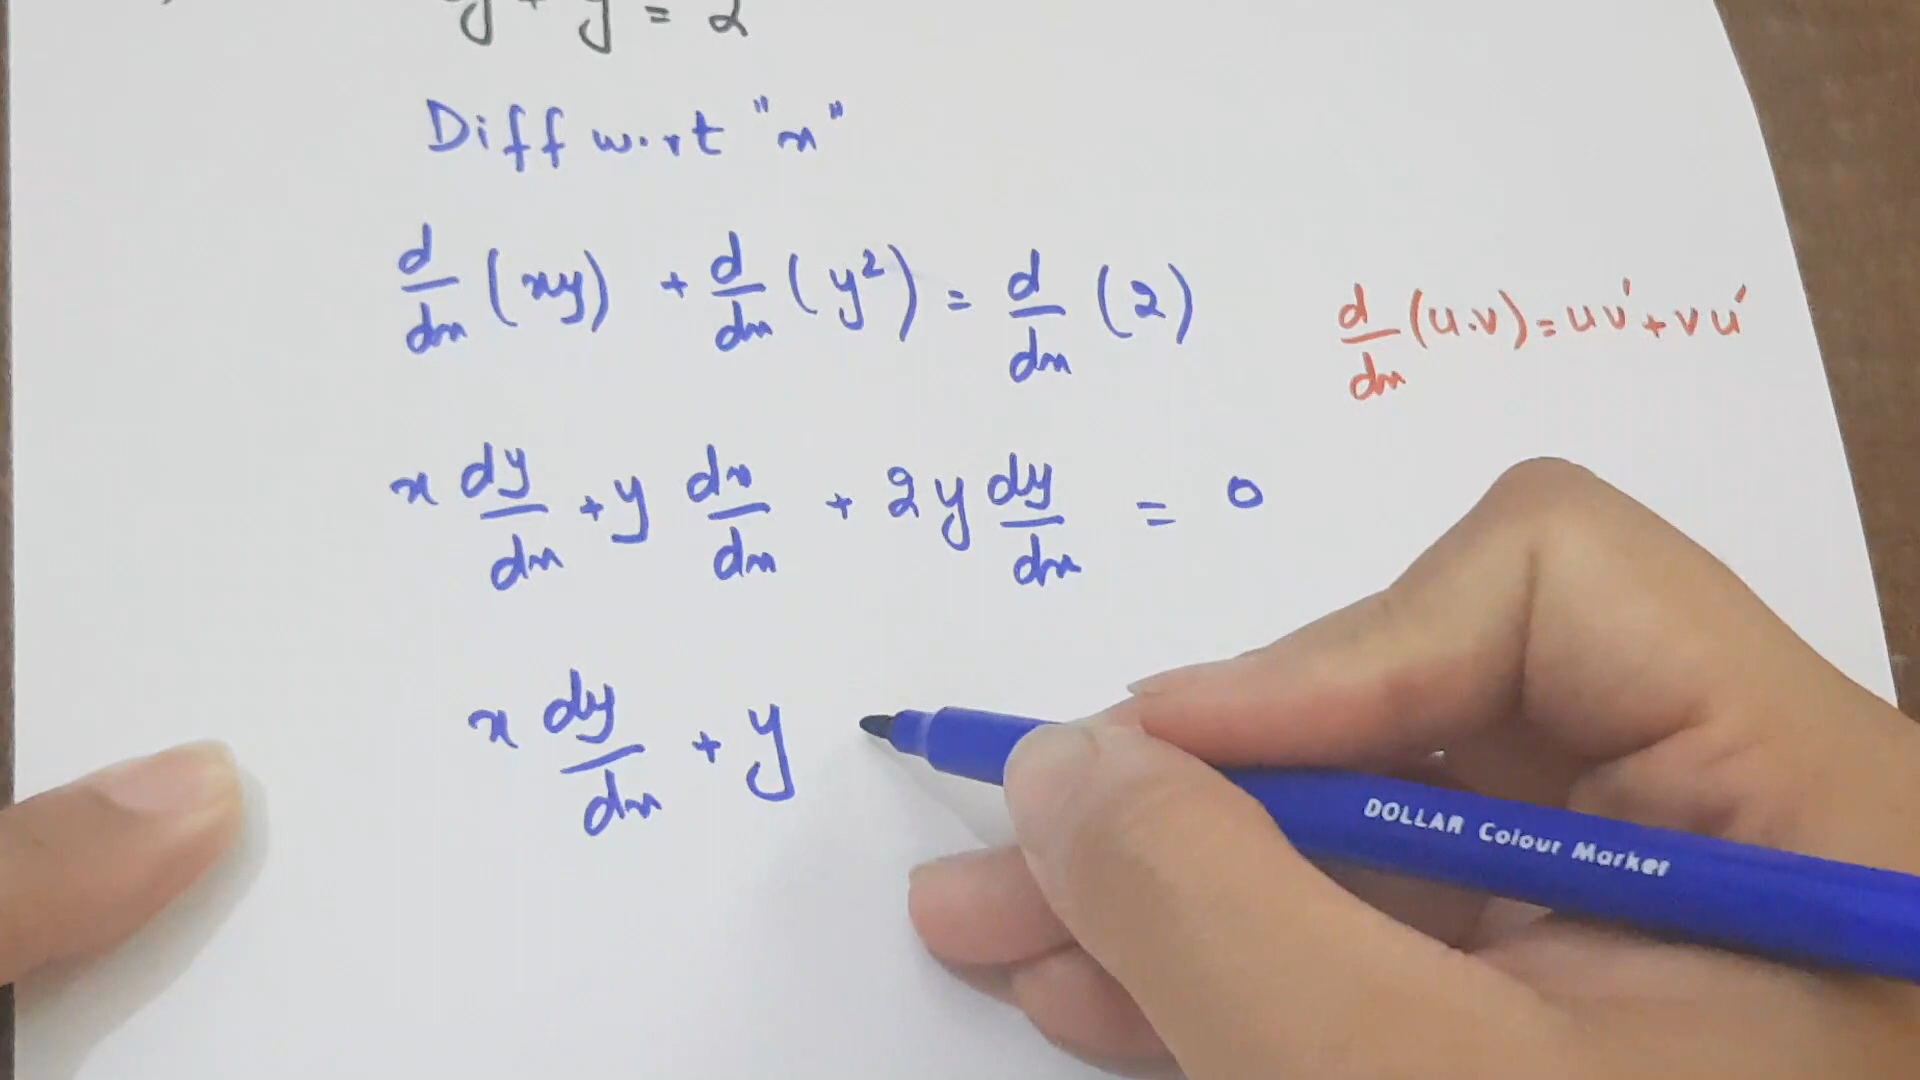 y + y = 2
Diff w.r.t "x"
d/dx (xy) + d/dx (y²) = d/dx (2)
d/dx (u.v) = uv' + vu'
x dy/dx + y dx/dx + 2y dy/dx = 0
x dy/dx + y
DOLLAR Colour Marker